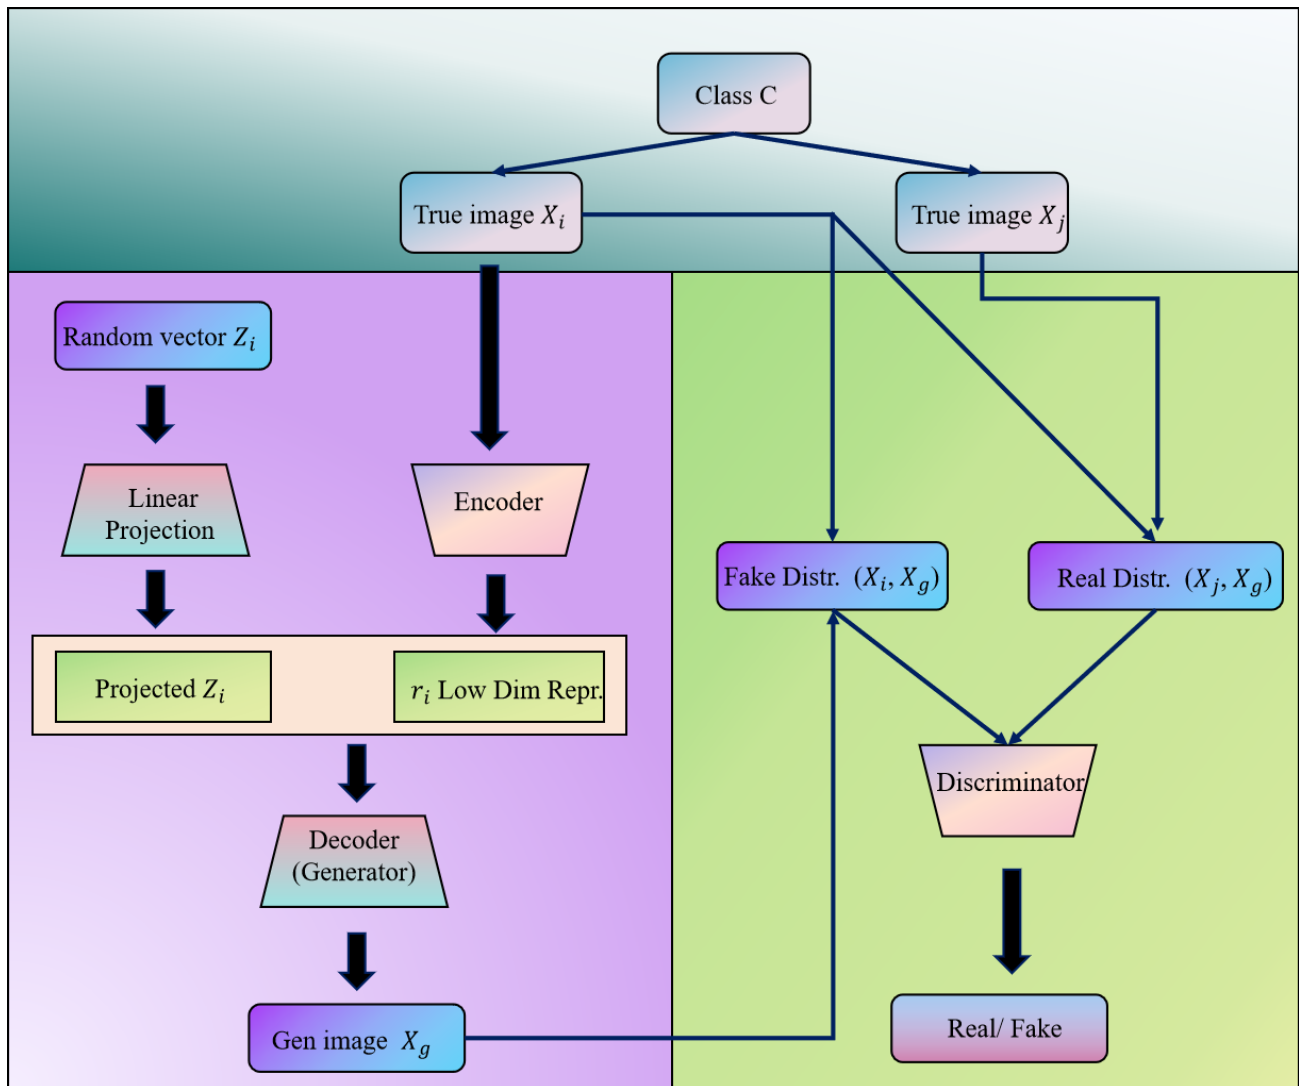 Class C
True image X_i
True image X_j
Random vector Z_i
Linear
Projection
Encoder
Fake Distr. (X_i, X_g)
Real Distr. (X_j, X_g)
Projected Z_i
r_i Low Dim Repr.
Discriminator
Decoder
(Generator)
Gen image X_g
Real/ Fake